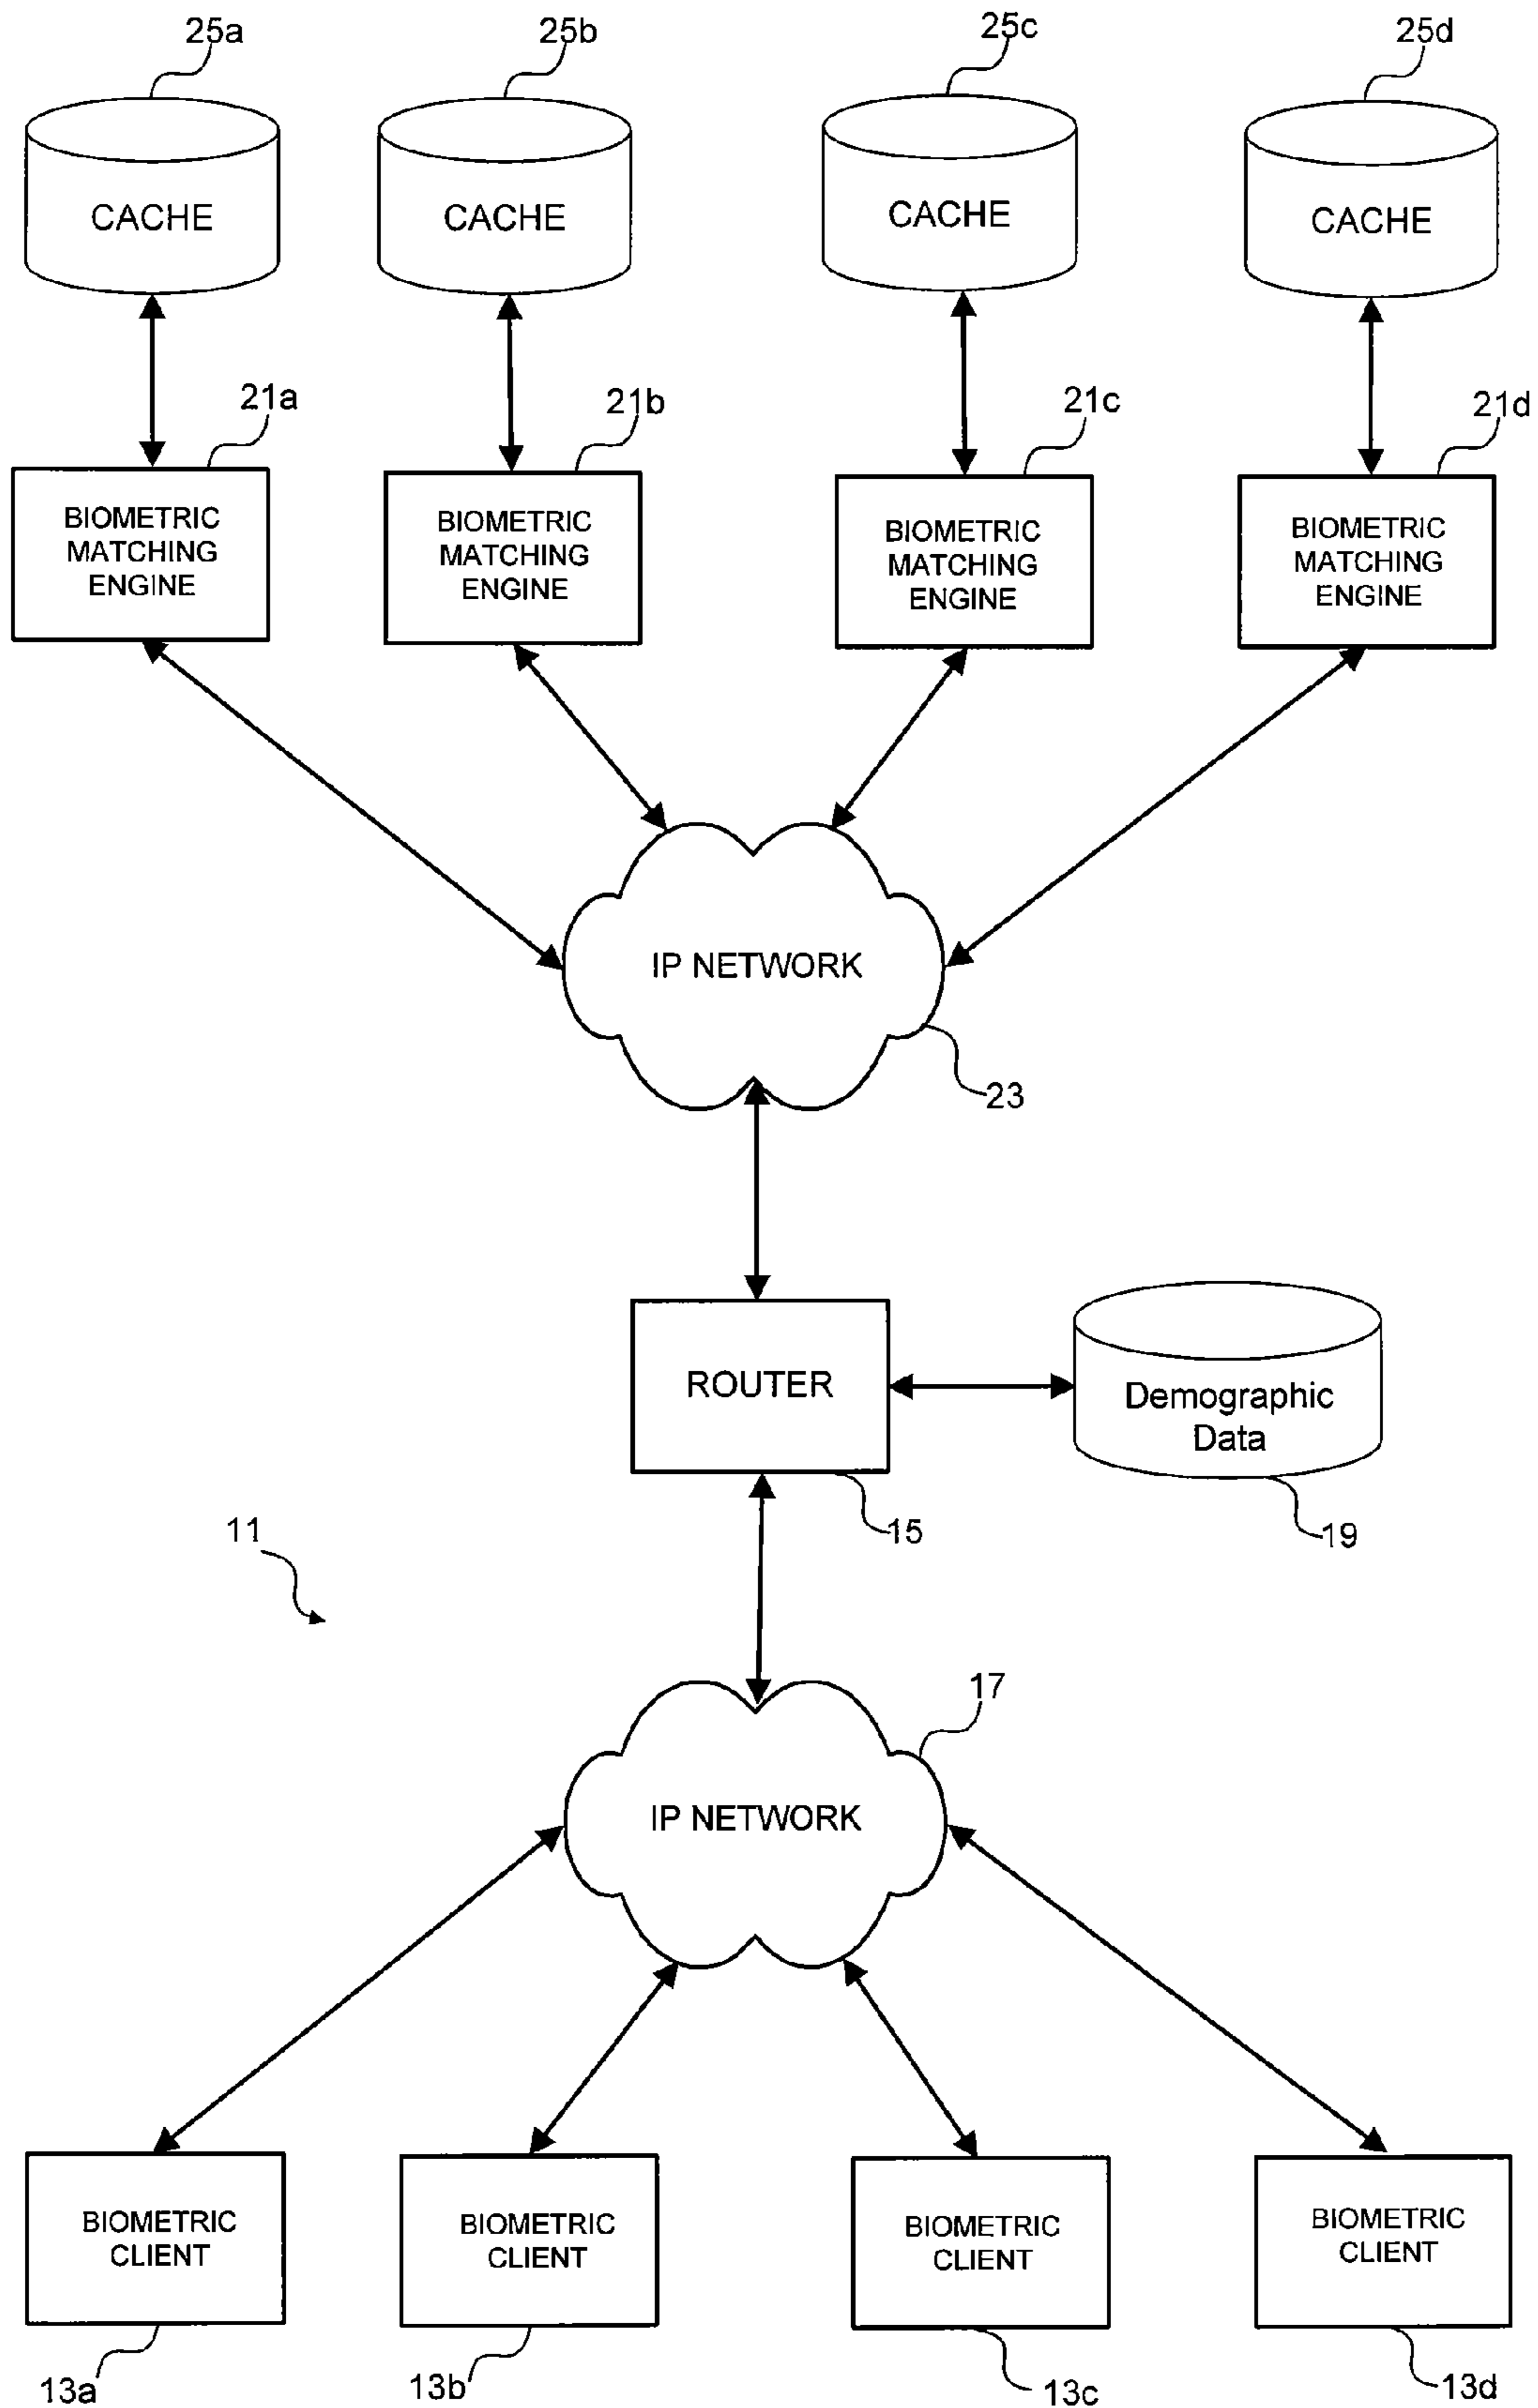 25a
25b
25c
25d
CACHE
CACHE
CACHE
CACHE
21a
21b
21c
21d
BIOMETRIC
MATCHING
ENGINE
BIOMETRIC
MATCHING
ENGINE
BIOMETRIC
MATCHING
ENGINE
BIOMETRIC
MATCHING
ENGINE
IP NETWORK
23
ROUTER
Demographic
Data
15
19
11
17
IP NETWORK
BIOMETRIC
CLIENT
BIOMETRIC
CLIENT
BIOMETRIC
CLIENT
BIOMETRIC
CLIENT
13a
13b
13c
13d